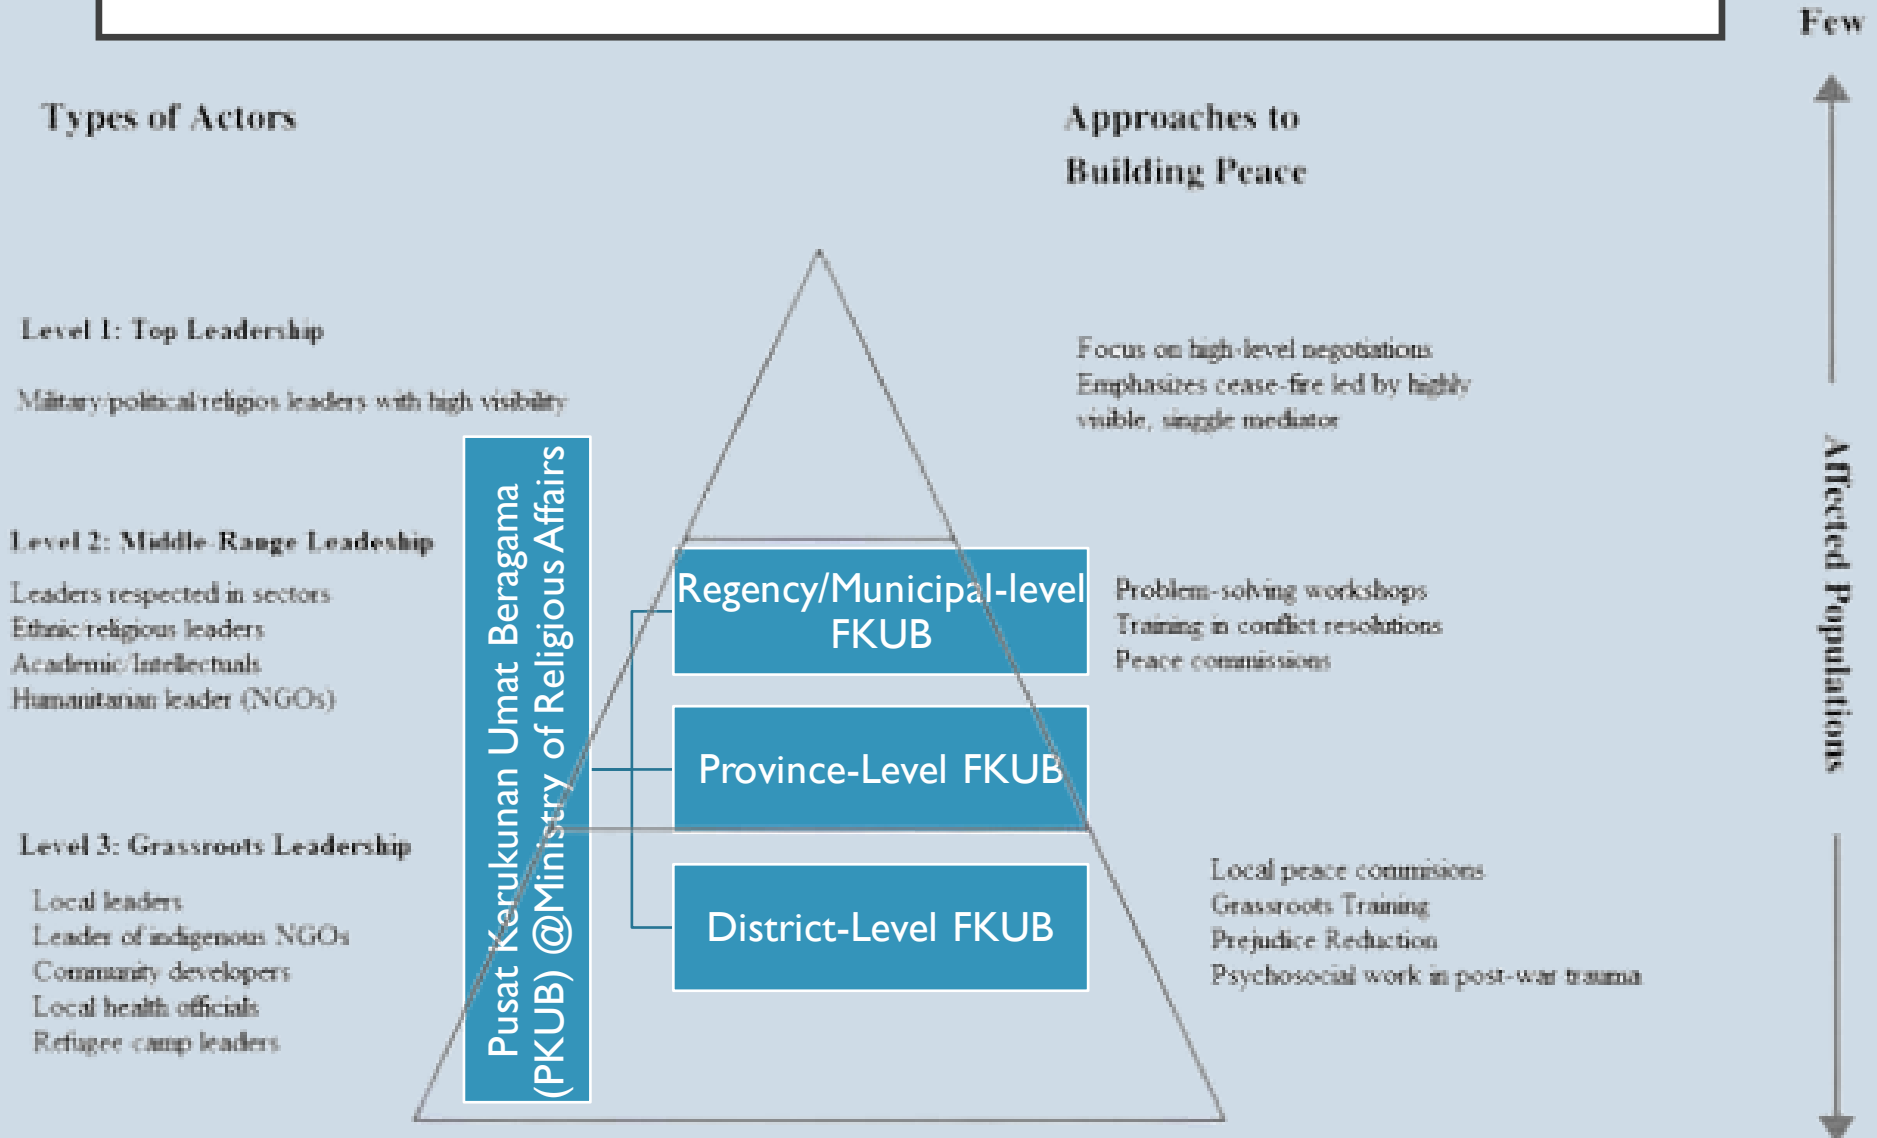 Few
Types of Actors
Approaches to
Building Peace
Level 1: Top Leadership
Military/political/religios leaders with high visibility
Focus on high-level negotiations
Emphasizes cease-fire led by highly
visible, singgle mediator
Level 2: Middle-Range Leadeship
Leaders respected in sectors
Ethnic/religious leaders
Academic/Intellectuals
Humanitarian leader (NGOs)
Pusat Kerukunan Umat Beragama
(PKUB) @Ministry of Religious Affairs
Regency/Municipal-level
FKUB
Province-Level FKUB
District-Level FKUB
Problem-solving workshops
Training in conflict resolutions
Peace commissions
Affected Populations
Level 3: Grassroots Leadership
Local leaders
Leader of indigenous NGOs
Community developers
Local health officials
Refugee camp leaders
Local peace commisions
Grassroots Training
Prejudice Reduction
Psychosocial work in post-war trauma